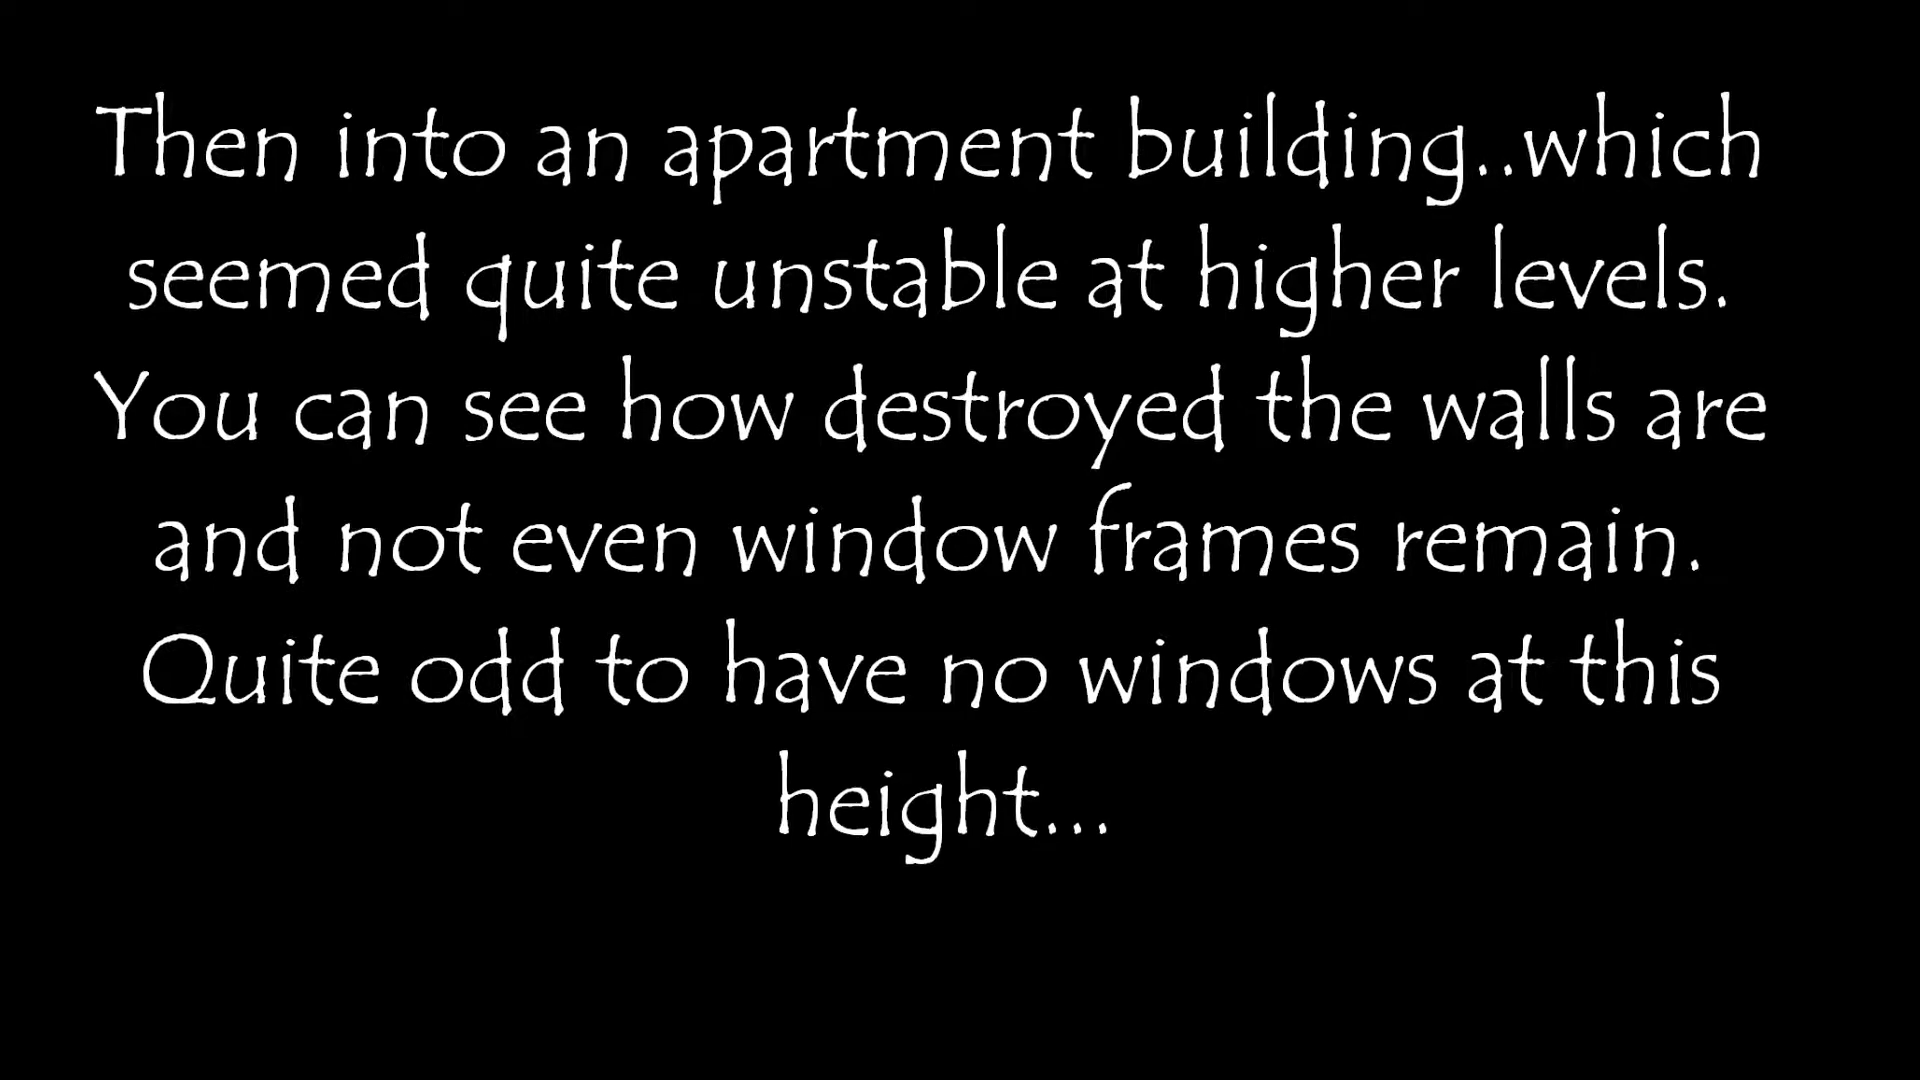 Then into an apartment building..which
seemed quite unstable at higher levels.
You can see how destroyed the walls are
and not even window frames remain.
Quite odd to have no windows at this
height...